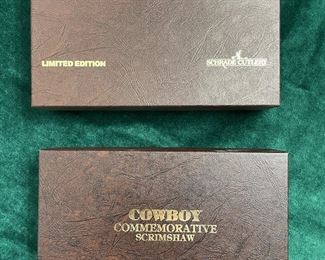 LIMITED EDITION
SCHRADE CUTLERY
COWBOY
COMMEMORATIVE
SCRIMSHAW